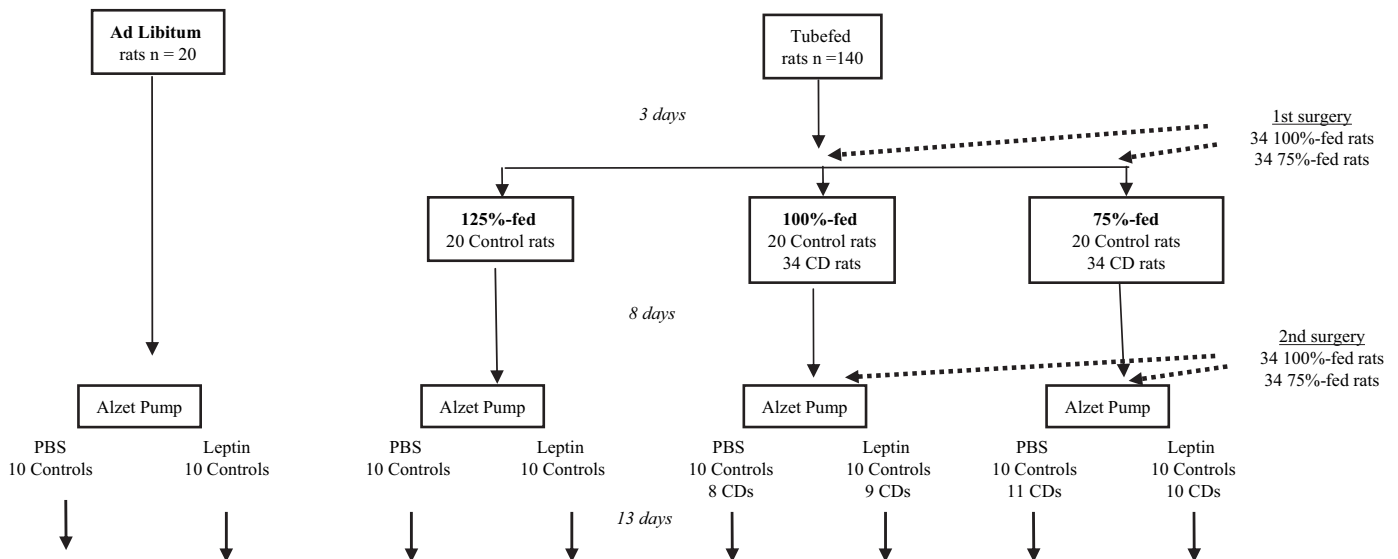 Ad Libitum
rats n = 20
Tubefed
rats n =140
3 days
1st surgery
34 100%-fed rats
34 75%-fed rats
125%-fed
20 Control rats
100%-fed
20 Control rats
34 CD rats
75%-fed
20 Control rats
34 CD rats
8 days
2nd surgery
34 100%-fed rats
34 75%-fed rats
Alzet Pump
Alzet Pump
Alzet Pump
Alzet Pump
PBS
10 Controls
Leptin
10 Controls
PBS
10 Controls
Leptin
10 Controls
PBS
10 Controls
8 CDs
Leptin
10 Controls
9 CDs
PBS
10 Controls
11 CDs
Leptin
10 Controls
10 CDs
13 days